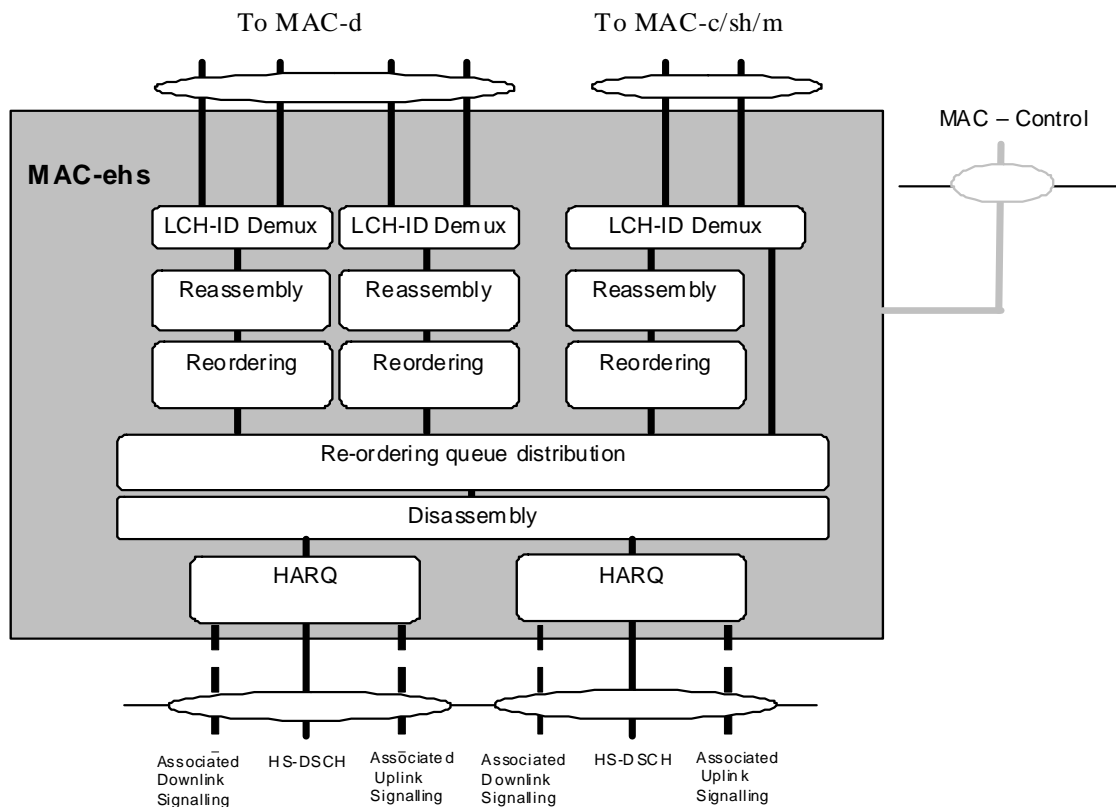 To MAC-d
To MAC-c/sh/m
MAC – Control
MAC-ehs
LCH-ID Demux
LCH-ID Demux
LCH-ID Demux
Reassembly
Reassembly
Reassembly
Reordering
Reordering
Reordering
Re-ordering queue distribution
Disassembly
HARQ
HARQ
Associated
Downlink
Signalling
HS-DSCH
Associated
Uplink
Signalling
Associated
Downlink
Signalling
HS-DSCH
Associated
Uplink
Signalling